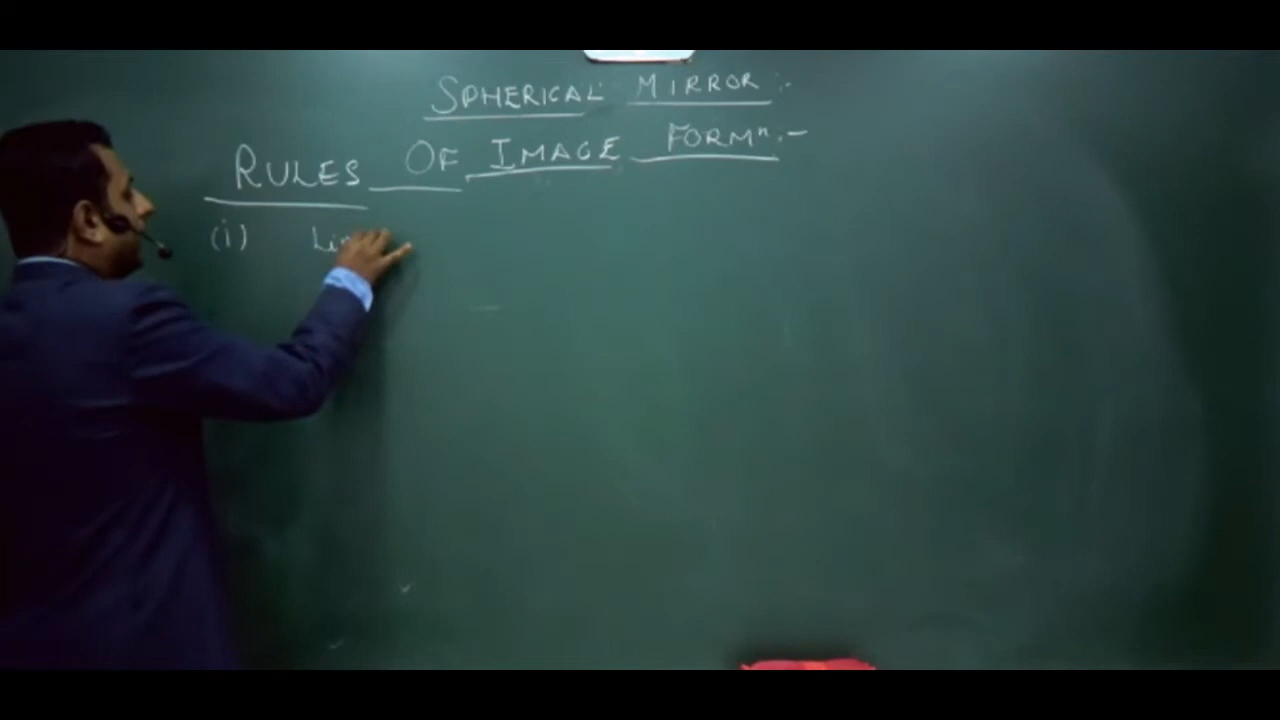 SPHERICAL MIRROR :-
RULES OF IMAGE FORMⁿ :-
(i)